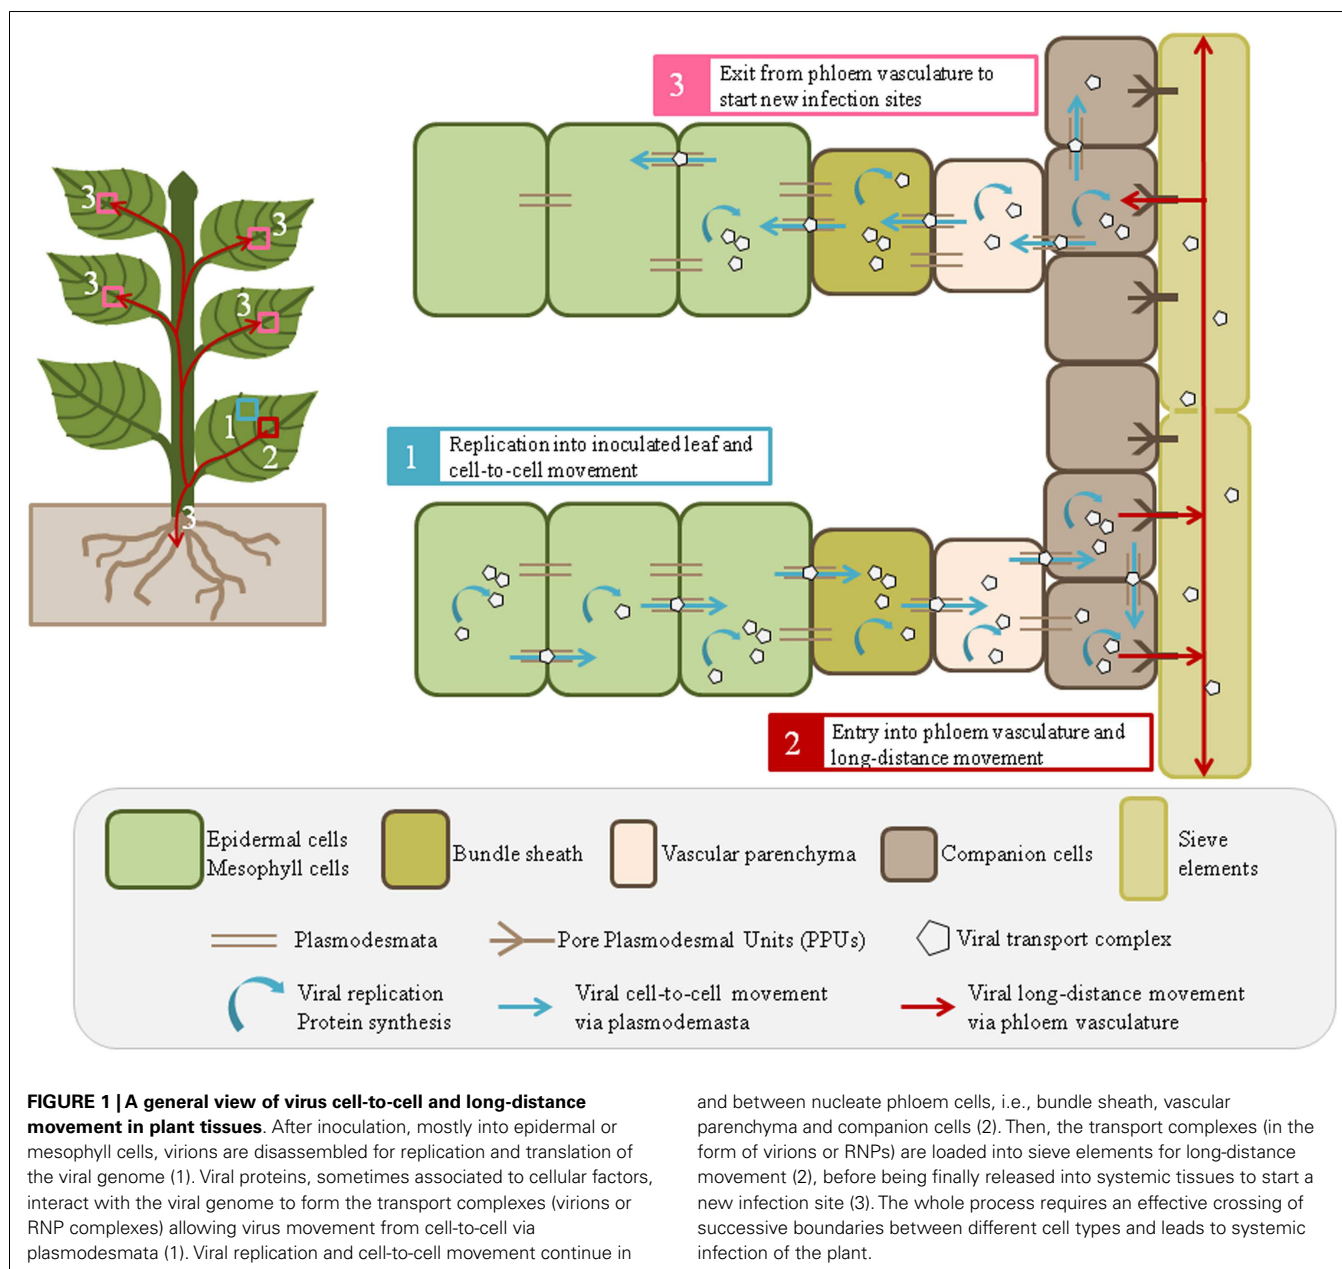 3
Exit from phloem vasculature to
start new infection sites
3
3
3
3
1
2
3
1
Replication into inoculated leaf and
cell-to-cell movement
2
Entry into phloem vasculature and
long-distance movement
Epidermal cells
Mesophyll cells
Bundle sheath
Vascular parenchyma
Companion cells
Sieve
elements
Plasmodesmata
Pore Plasmodesmal Units (PPUs)
Viral transport complex
Viral replication
Protein synthesis
Viral cell-to-cell movement
via plasmodemasta
Viral long-distance movement
via phloem vasculature
FIGURE 1 | A general view of virus cell-to-cell and long-distance
movement in plant tissues. After inoculation, mostly into epidermal or
mesophyll cells, virions are disassembled for replication and translation of
the viral genome (1). Viral proteins, sometimes associated to cellular factors,
interact with the viral genome to form the transport complexes (virions or
RNP complexes) allowing virus movement from cell-to-cell via
plasmodesmata (1). Viral replication and cell-to-cell movement continue in
and between nucleate phloem cells, i.e., bundle sheath, vascular
parenchyma and companion cells (2). Then, the transport complexes (in the
form of virions or RNPs) are loaded into sieve elements for long-distance
movement (2), before being finally released into systemic tissues to start a
new infection site (3). The whole process requires an effective crossing of
successive boundaries between different cell types and leads to systemic
infection of the plant.